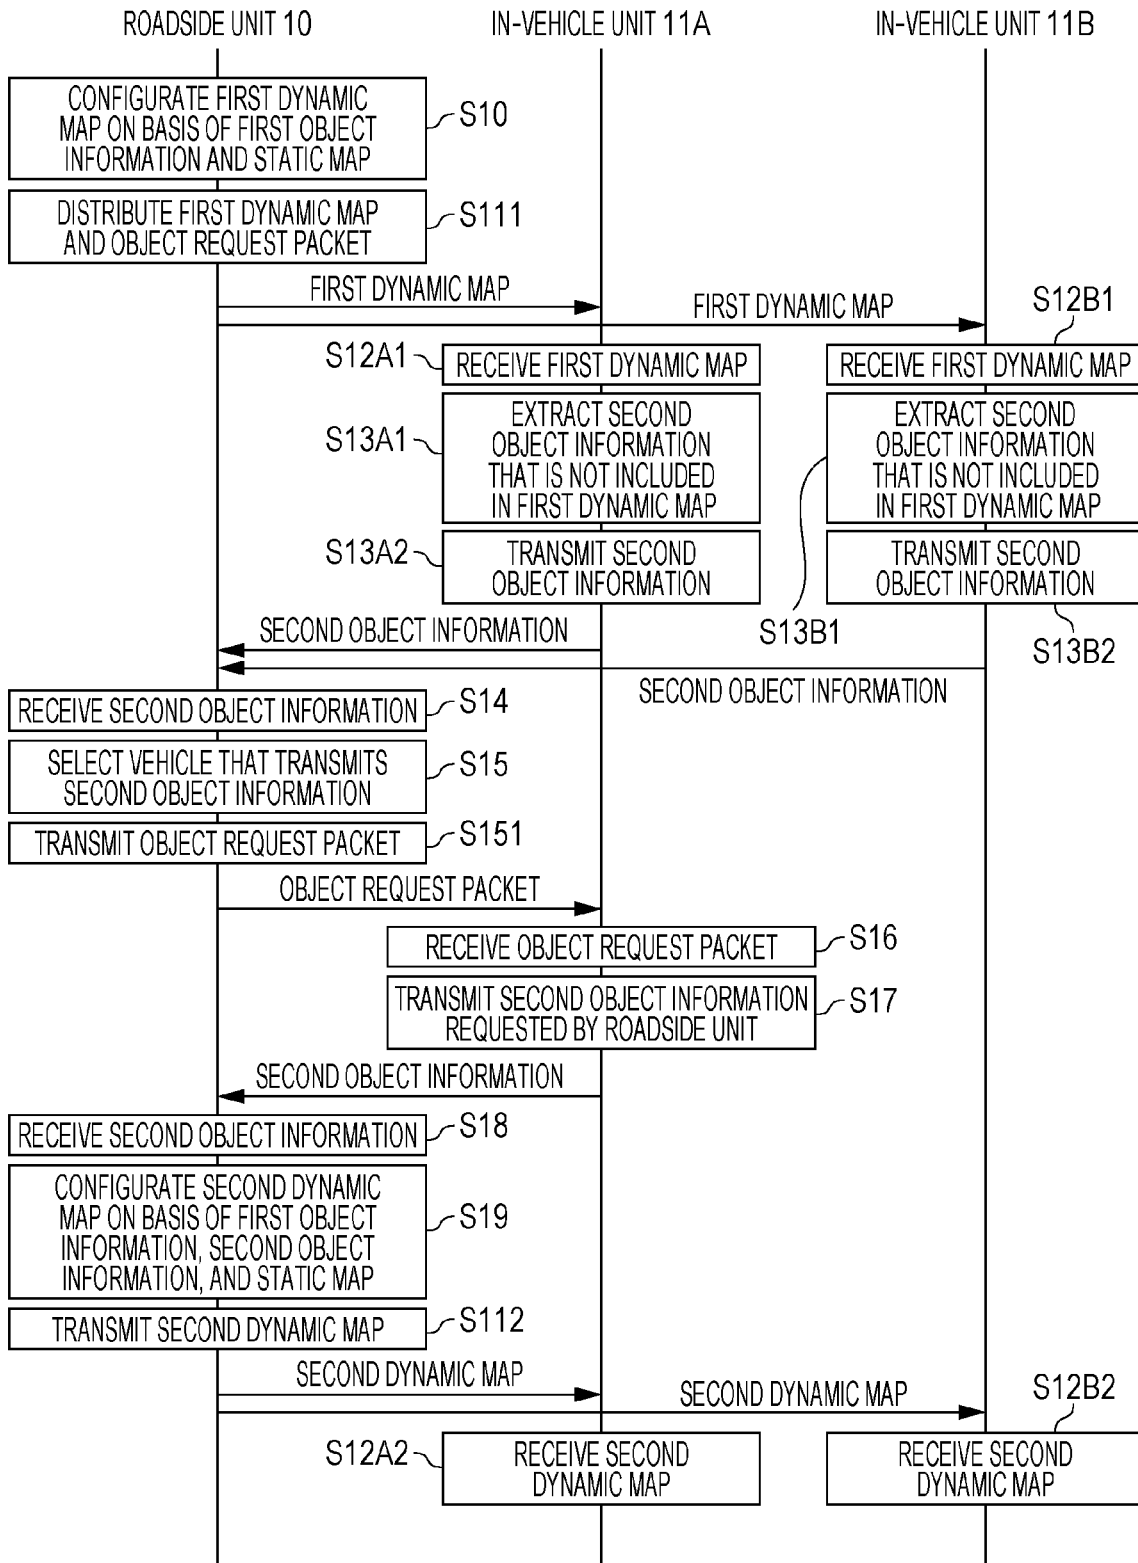 ROADSIDE UNIT 10
IN-VEHICLE UNIT 11A
IN-VEHICLE UNIT 11B
CONFIGURATE FIRST DYNAMIC
MAP ON BASIS OF FIRST OBJECT
INFORMATION AND STATIC MAP
S10
DISTRIBUTE FIRST DYNAMIC MAP
AND OBJECT REQUEST PACKET
S111
FIRST DYNAMIC MAP
FIRST DYNAMIC MAP
S12B1
S12A1
RECEIVE FIRST DYNAMIC MAP
RECEIVE FIRST DYNAMIC MAP
S13A1
EXTRACT SECOND
OBJECT INFORMATION
THAT IS NOT INCLUDED
IN FIRST DYNAMIC MAP
EXTRACT SECOND
OBJECT INFORMATION
THAT IS NOT INCLUDED
IN FIRST DYNAMIC MAP
S13A2
TRANSMIT SECOND
OBJECT INFORMATION
TRANSMIT SECOND
OBJECT INFORMATION
SECOND OBJECT INFORMATION
S13B1
S13B2
SECOND OBJECT INFORMATION
RECEIVE SECOND OBJECT INFORMATION
S14
SELECT VEHICLE THAT TRANSMITS
SECOND OBJECT INFORMATION
S15
TRANSMIT OBJECT REQUEST PACKET
S151
OBJECT REQUEST PACKET
RECEIVE OBJECT REQUEST PACKET
S16
TRANSMIT SECOND OBJECT INFORMATION
REQUESTED BY ROADSIDE UNIT
S17
SECOND OBJECT INFORMATION
RECEIVE SECOND OBJECT INFORMATION
S18
CONFIGURATE SECOND DYNAMIC
MAP ON BASIS OF FIRST OBJECT
INFORMATION, SECOND OBJECT
INFORMATION, AND STATIC MAP
S19
TRANSMIT SECOND DYNAMIC MAP
S112
SECOND DYNAMIC MAP
SECOND DYNAMIC MAP
S12B2
S12A2
RECEIVE SECOND
DYNAMIC MAP
RECEIVE SECOND
DYNAMIC MAP